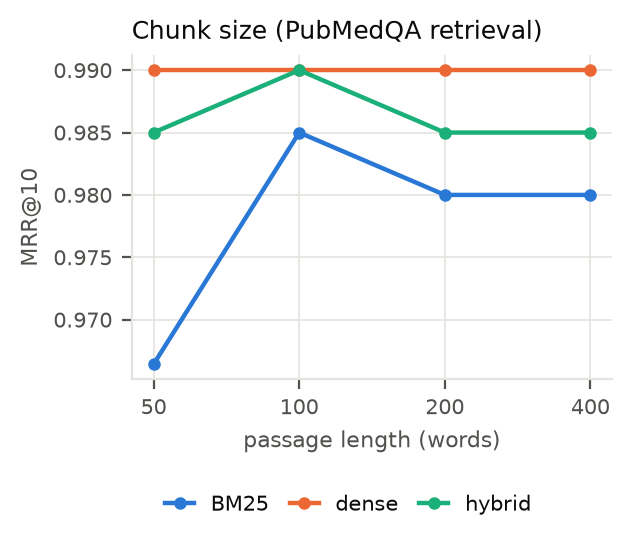 Chunk size (PubMedQA retrieval)
0.990
0.985
0.980
0.975
0.970
MRR@10
50 100 200 400
passage length (words)
BM25 dense hybrid